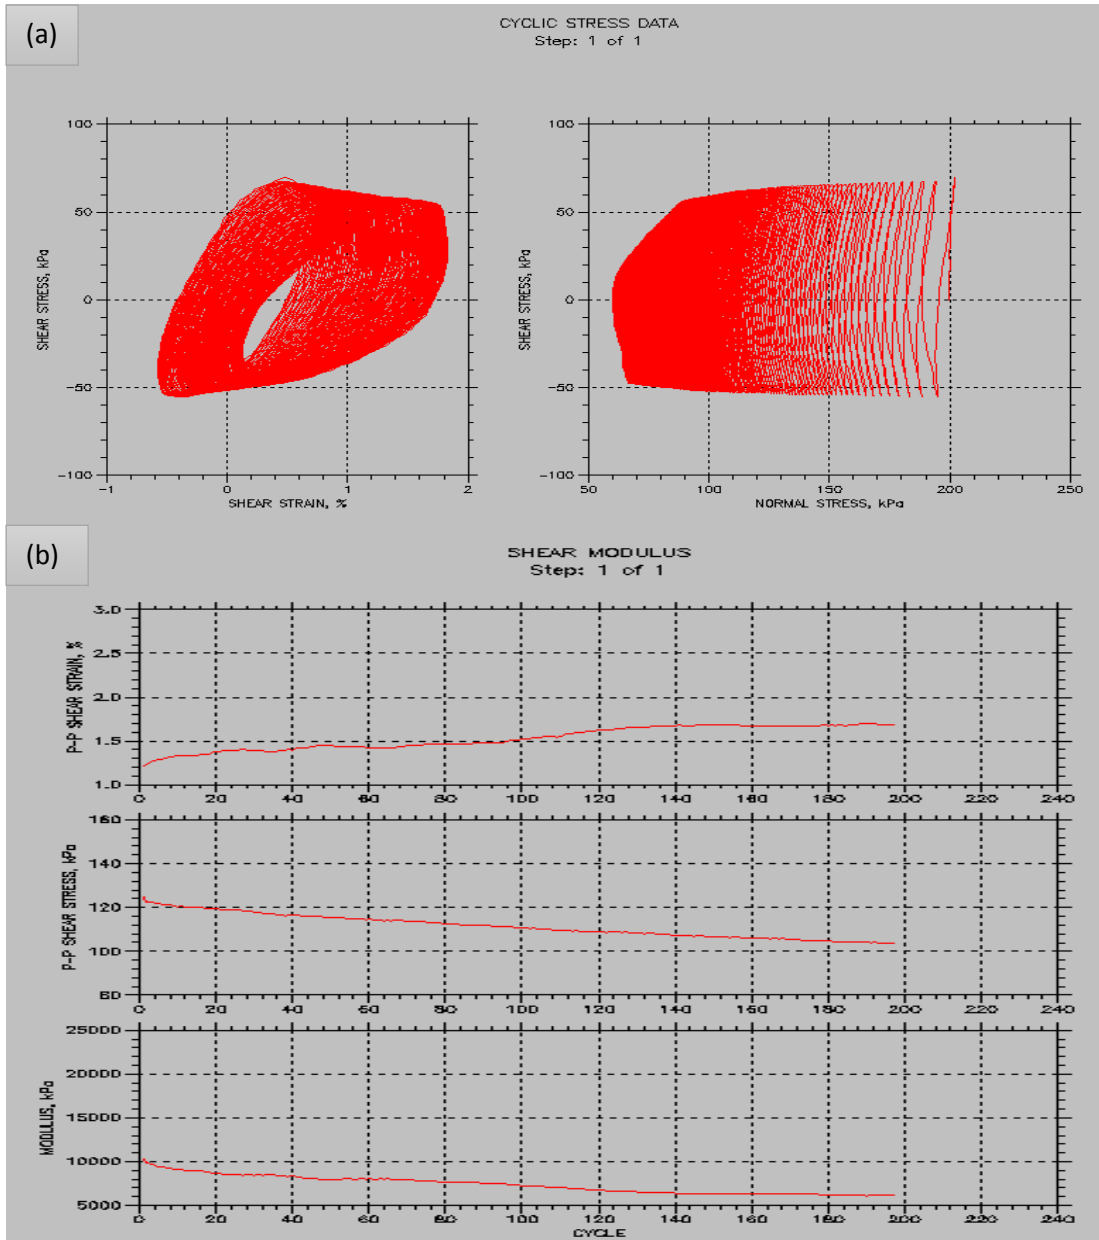 (a)
CYCLIC STRESS DATA
Step: 1 of 1
100
50
0
-50
-100
SHEAR STRESS, kPa
-1 0 1 2
SHEAR STRAIN, %
100
50
0
-50
-100
SHEAR STRESS, kPa
50 100 150 200 250
NORMAL STRESS, kPa
(b)
SHEAR MODULUS
Step: 1 of 1
3.0
2.5
2.0
1.5
1.0
P-P SHEAR STRAIN, %
0 20 40 60 80 100 120 140 160 180 200 220 240
160
140
120
100
80
P-P SHEAR STRESS, kPa
0 20 40 60 80 100 120 140 160 180 200 220 240
25000
20000
15000
10000
5000
MODULUS, kPa
0 20 40 60 80 100 120 140 160 180 200 220 240
CYCLE